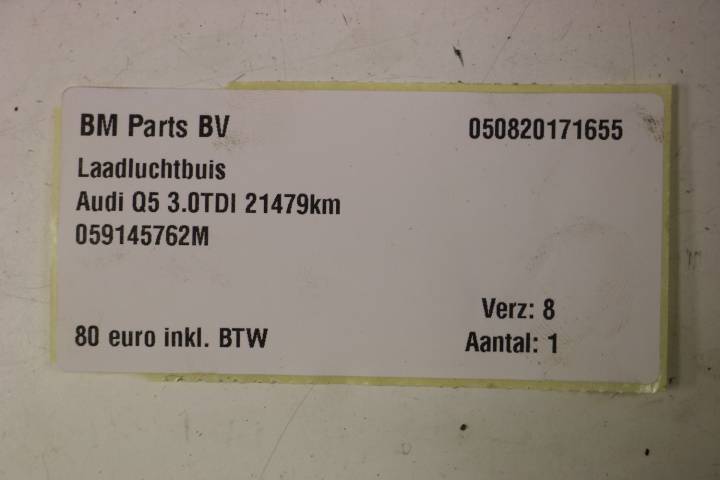 BM Parts BV 050820171655
Laadluchtbuis
Audi Q5 3.0TDI 21479km
059145762M
Verz: 8
80 euro inkl. BTW Aantal: 1